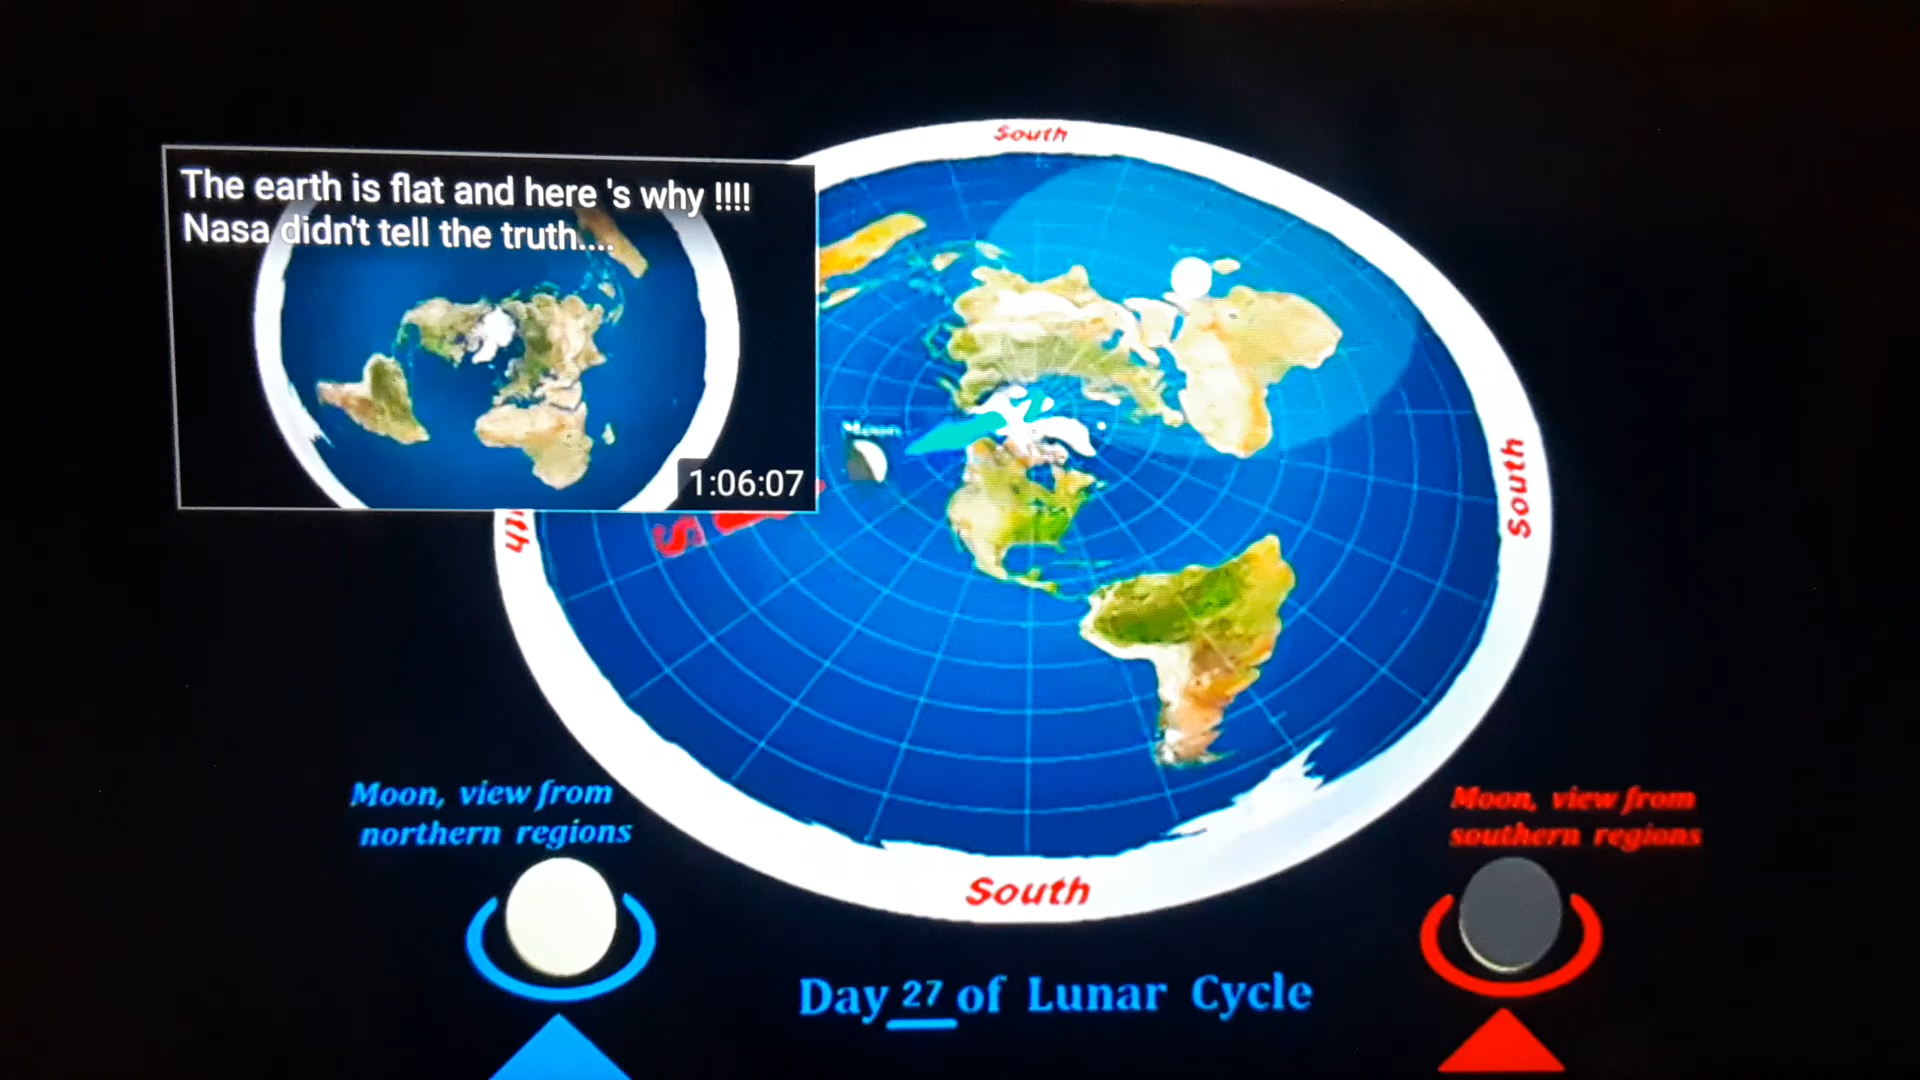 South
The earth is flat and here 's why !!!!
Nasa didn't tell the truth....
Moon
1:06:07
South
S
Moon, view from
northern regions
Moon, view from
southern regions
South
Day 27 of Lunar Cycle